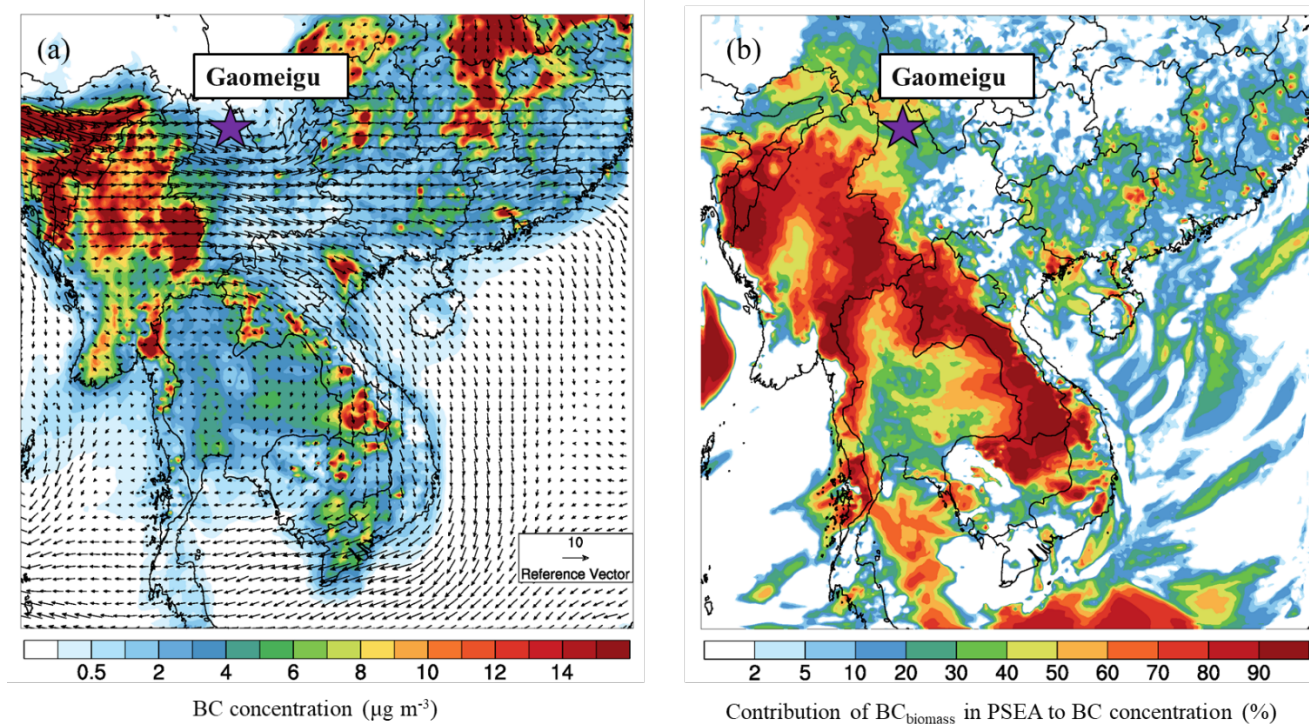 (a)
Gaomeigu
10
Reference Vector
0.5 2 4 6 8 10 12 14
BC concentration (µg m⁻³)
(b)
Gaomeigu
2 5 10 20 30 40 50 60 70 80 90
Contribution of BCbiomass in PSEA to BC concentration (%)